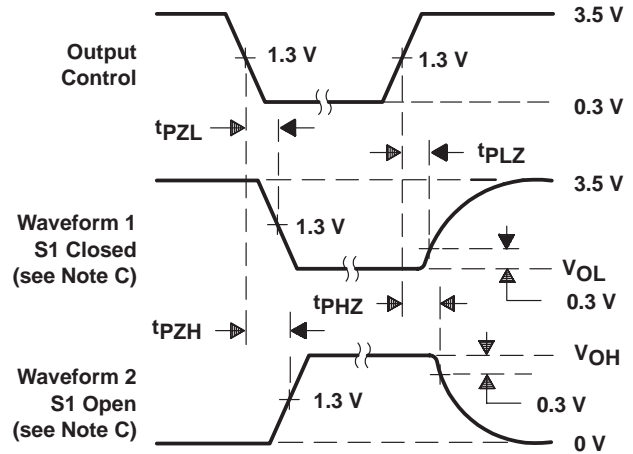 3.5 V
Output
Control
1.3 V
1.3 V
0.3 V
tPZL
tPLZ
3.5 V
Waveform 1
S1 Closed
(see Note C)
1.3 V
VOL
0.3 V
tPHZ
tPZH
VOH
Waveform 2
S1 Open
(see Note C)
1.3 V
0.3 V
0 V